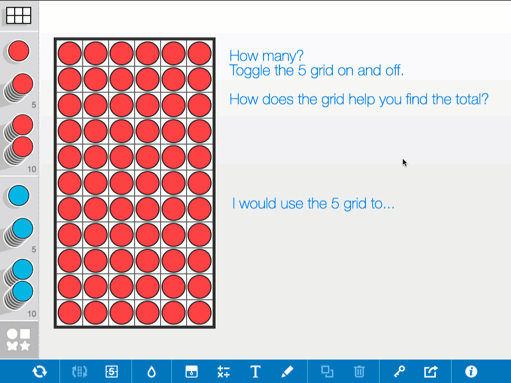 How many?
Toggle the 5 grid on and off.
How does the grid help you find the total?
I would use the 5 grid to...
5
10
5
10
5
T
i